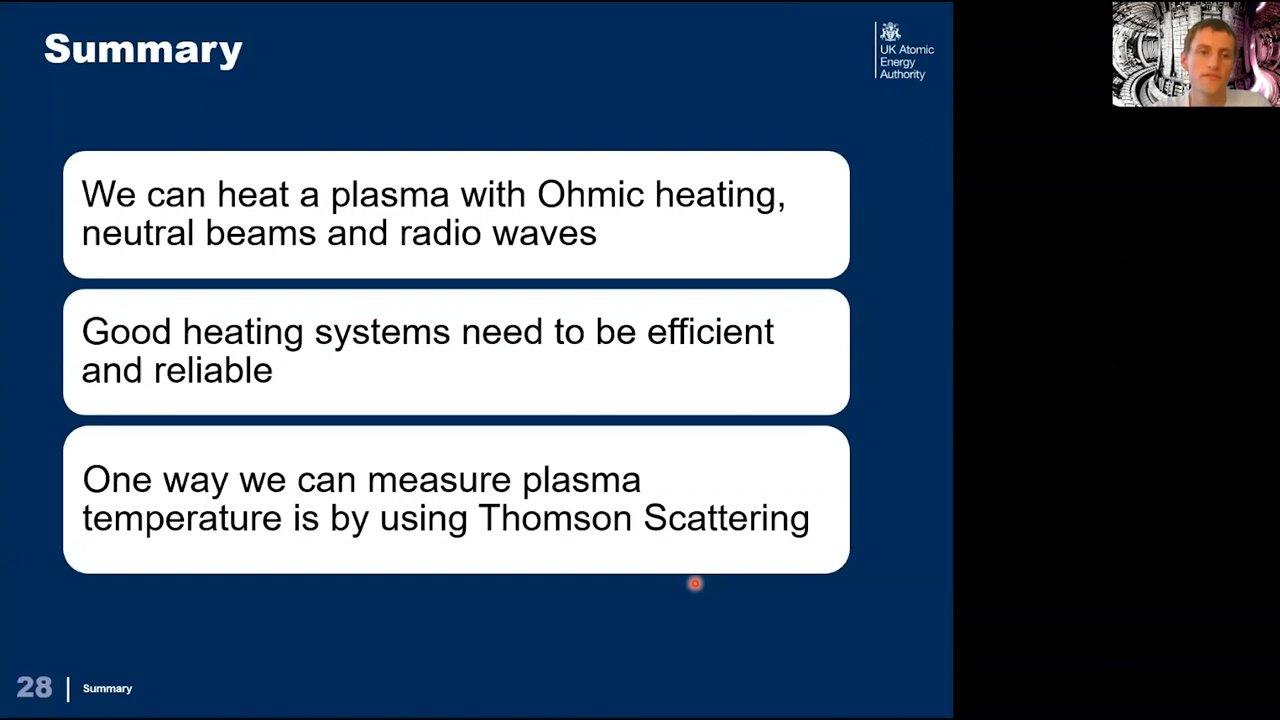 Summary
UK Atomic
Energy
Authority
We can heat a plasma with Ohmic heating,
neutral beams and radio waves
Good heating systems need to be efficient
and reliable
One way we can measure plasma
temperature is by using Thomson Scattering
28
Summary